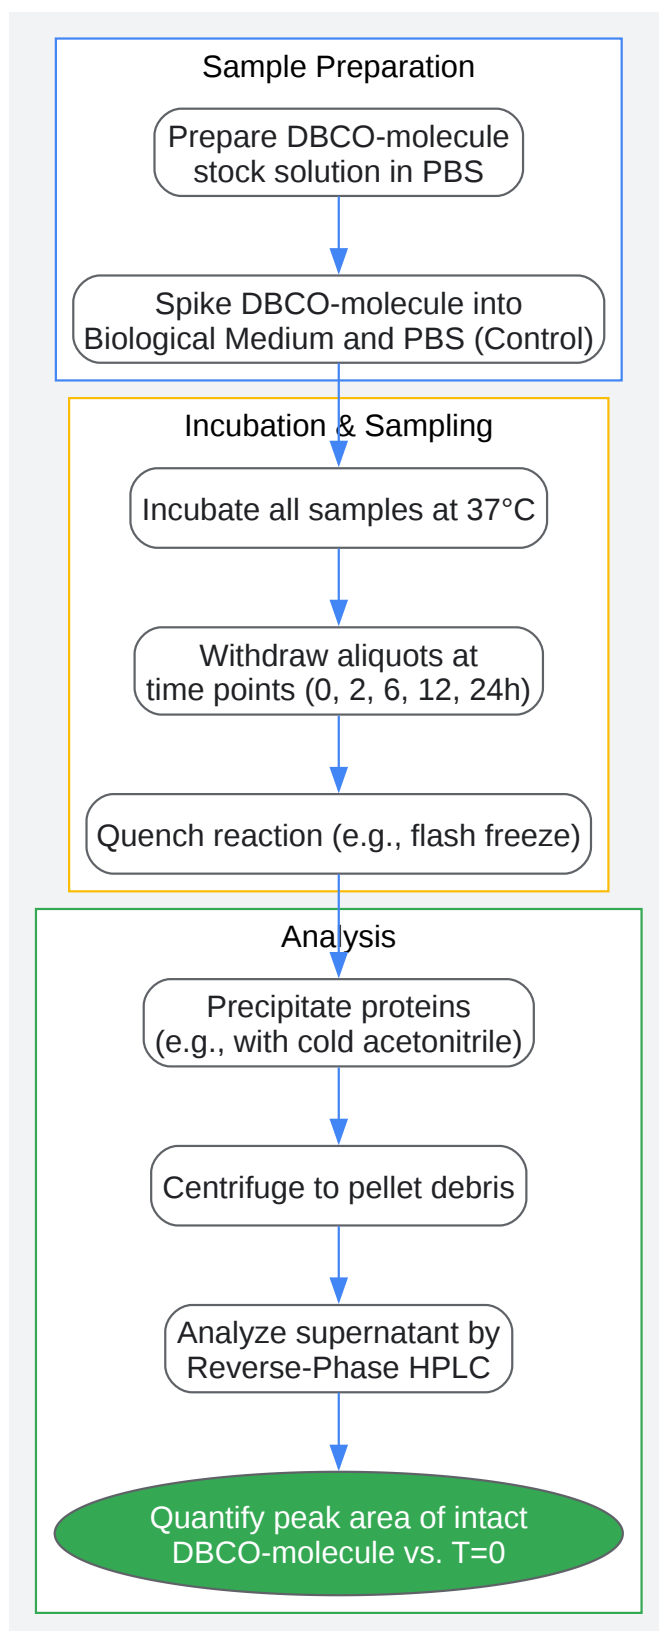 Sample Preparation
Prepare DBCO-molecule
stock solution in PBS
Spike DBCO-molecule into
Biological Medium and PBS (Control)
Incubation & Sampling
Incubate all samples at 37°C
Withdraw aliquots at
time points (0, 2, 6, 12, 24h)
Quench reaction (e.g., flash freeze)
Analysis
Precipitate proteins
(e.g., with cold acetonitrile)
Centrifuge to pellet debris
Analyze supernatant by
Reverse-Phase HPLC
Quantify peak area of intact
DBCO-molecule vs. T=0